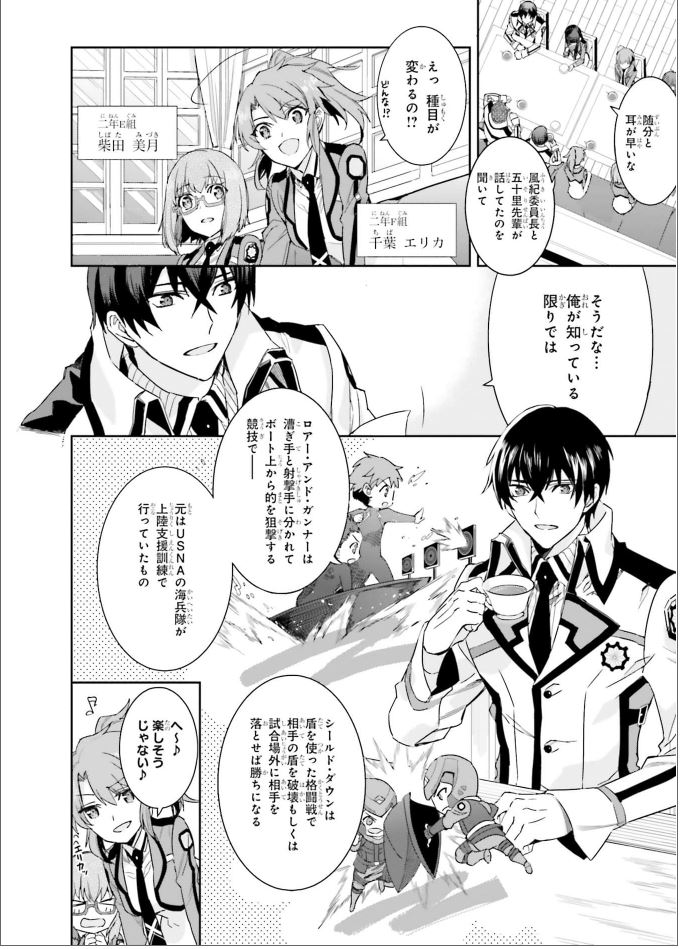 随分と
耳が早いな
風紀委員長と
五十里先輩が
話してたのを
聞いて
えっ 種目が
変わるの!?
どんな!?
二年E組
柴田 美月
二年F組
千葉 エリカ
そうだな…
俺が知っている
限りでは
ロアー・アンド・ガンナーは
漕ぎ手と射撃手に分かれて
ボート上から的を狙撃する
競技で──
元はUSNAの海兵隊が
上陸支援訓練で
行っていたもの
シールド・ダウンは
盾を使った格闘戦で
相手の盾を破壊もしくは
試合場外に相手を
落とせば勝ちになる
へ〜♪
楽しそう
じゃない♪